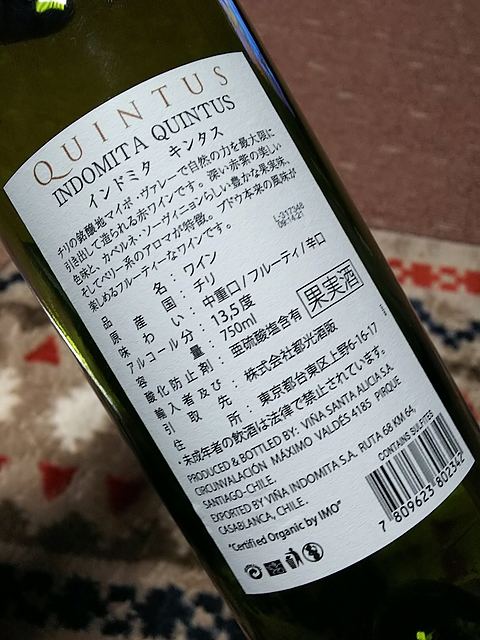 QUINTUS
INDOMITA QUINTUS
インドミタ キンタス
チリの銘醸地マイポ・ヴァレーで自然の力を最大限に
引き出して造られる赤ワインです。深い赤紫の美しい
色味と、カベルネ・ソーヴィニヨンらしい豊かな果実味、
そしてベリー系のアロマが特徴。ブドウ本来の風味が
楽しめるフルーティーなワインです。
L-317348
09:14:21
品名：ワイン
原産国：チリ
味わい：中重口/フルーティ/辛口
アルコール分：13.5度
容量：750ml
酸化防止剤：亜硫酸塩含有
果実酒
輸入者及び
引取先：株式会社都光酒販
住所：東京都台東区上野6-16-17
・未成年者の飲酒は法律で禁止されています。
PRODUCED & BOTTLED BY: VIÑA SANTA ALICIA S.A.
CIRCUNVALACIÓN MÁXIMO VALDÉS 4185 PIRQUE
SANTIAGO-CHILE.
EXPORTED BY VIÑA INDOMITA S.A. RUTA 68 KM 64,
CASABLANCA, CHILE.
CONTAINS SULFITES
"Certified Organic by IMO"
7 809623 802342